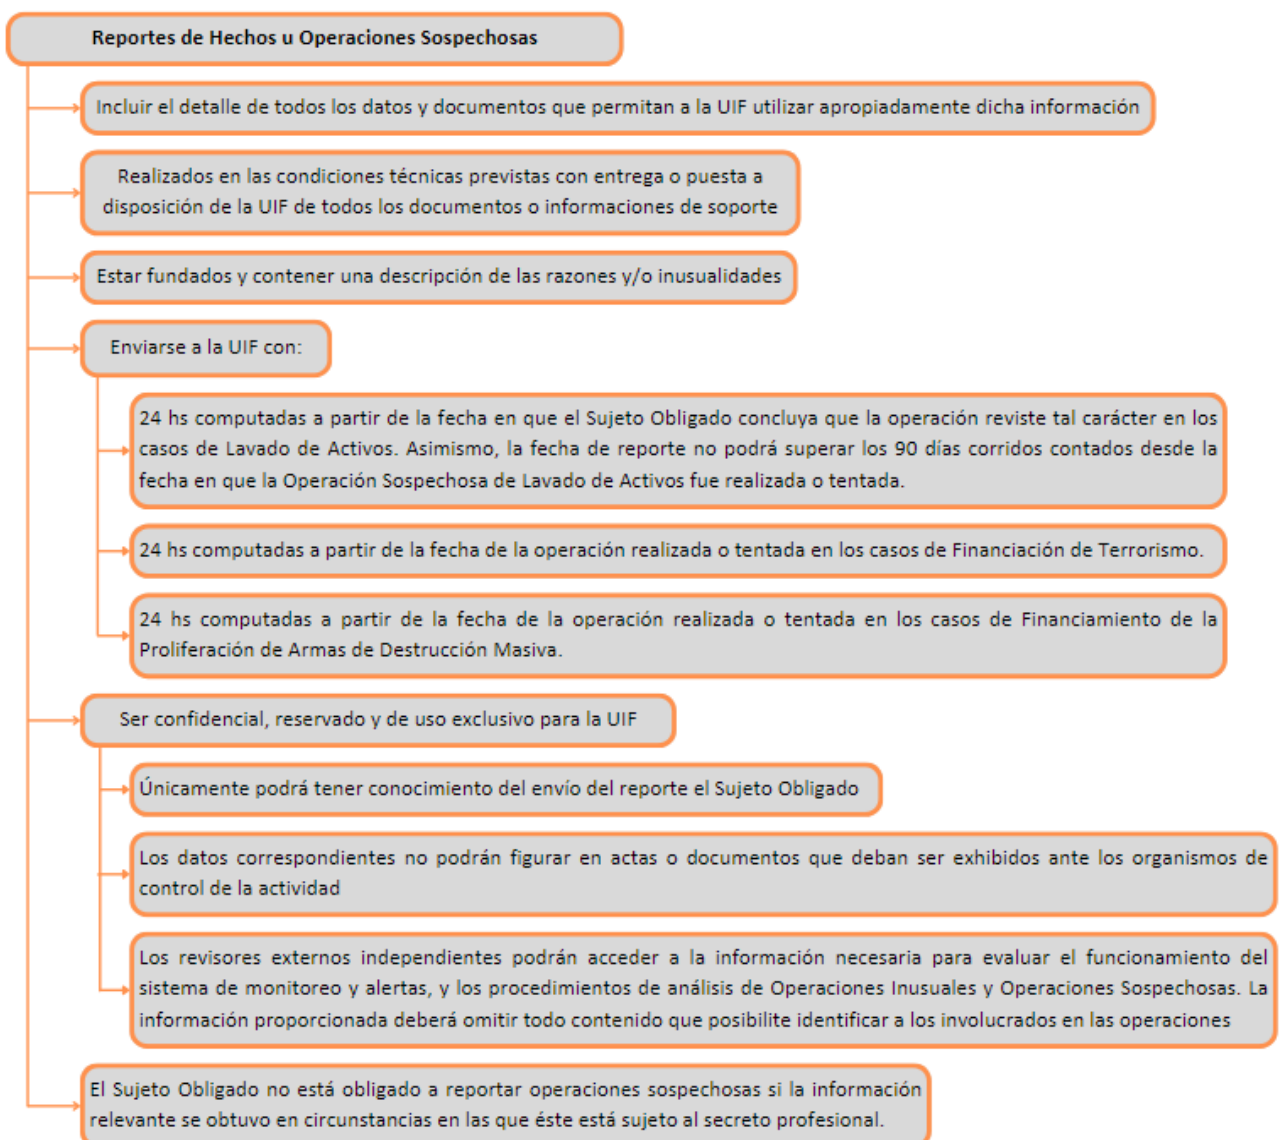 Reportes de Hechos u Operaciones Sospechosas
Incluir el detalle de todos los datos y documentos que permitan a la UIF utilizar apropiadamente dicha información
Realizados en las condiciones técnicas previstas con entrega o puesta a
disposición de la UIF de todos los documentos o informaciones de soporte
Estar fundados y contener una descripción de las razones y/o inusualidades
Enviarse a la UIF con:
24 hs computadas a partir de la fecha en que el Sujeto Obligado concluya que la operación reviste tal carácter en los
casos de Lavado de Activos. Asimismo, la fecha de reporte no podrá superar los 90 días corridos contados desde la
fecha en que la Operación Sospechosa de Lavado de Activos fue realizada o tentada.
24 hs computadas a partir de la fecha de la operación realizada o tentada en los casos de Financiación de Terrorismo.
24 hs computadas a partir de la fecha de la operación realizada o tentada en los casos de Financiamiento de la
Proliferación de Armas de Destrucción Masiva.
Ser confidencial, reservado y de uso exclusivo para la UIF
Únicamente podrá tener conocimiento del envío del reporte el Sujeto Obligado
Los datos correspondientes no podrán figurar en actas o documentos que deban ser exhibidos ante los organismos de
control de la actividad
Los revisores externos independientes podrán acceder a la información necesaria para evaluar el funcionamiento del
sistema de monitoreo y alertas, y los procedimientos de análisis de Operaciones Inusuales y Operaciones Sospechosas. La
información proporcionada deberá omitir todo contenido que posibilite identificar a los involucrados en las operaciones
El Sujeto Obligado no está obligado a reportar operaciones sospechosas si la información
relevante se obtuvo en circunstancias en las que éste está sujeto al secreto profesional.